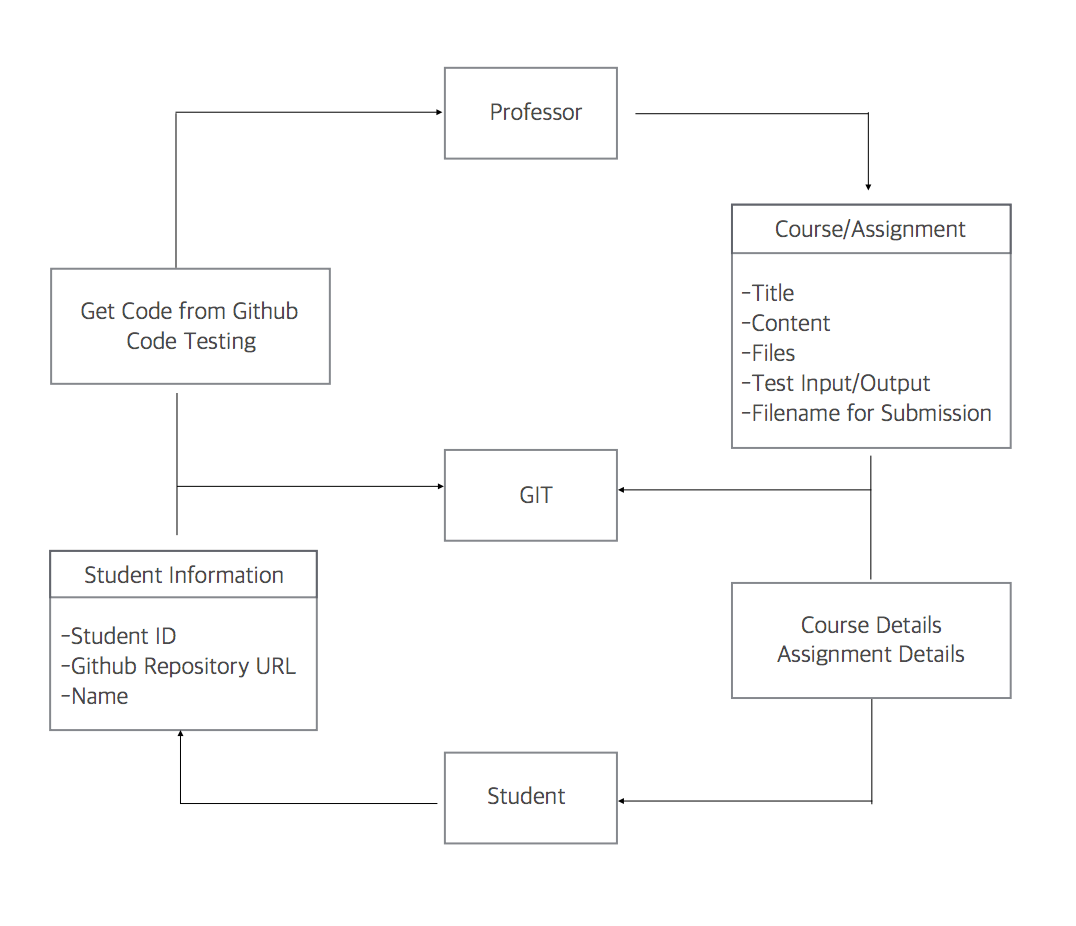 Professor
Course/Assignment
-Title
-Content
-Files
-Test Input/Output
-Filename for Submission
Get Code from Github
Code Testing
GIT
Student Information
-Student ID
-Github Repository URL
-Name
Course Details
Assignment Details
Student